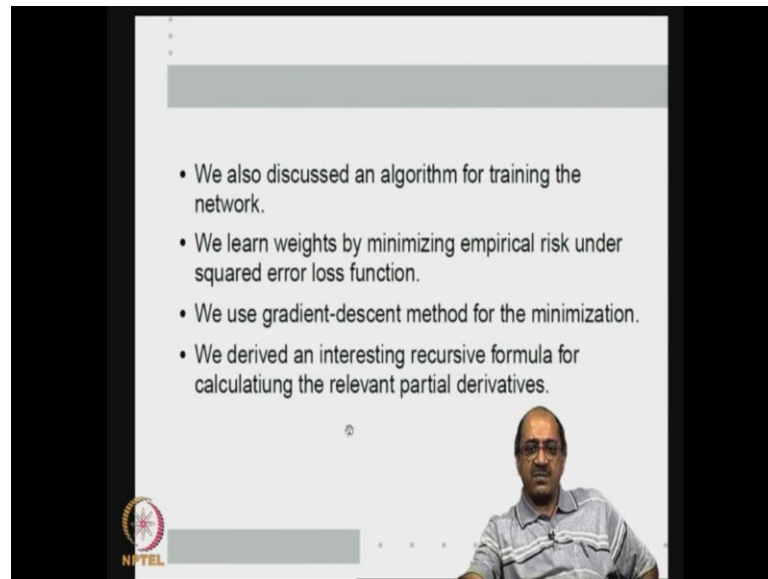 • We also discussed an algorithm for training the
network.
• We learn weights by minimizing empirical risk under
squared error loss function.
• We use gradient-descent method for the minimization.
• We derived an interesting recursive formula for
calculatiung the relevant partial derivatives.
NPTEL